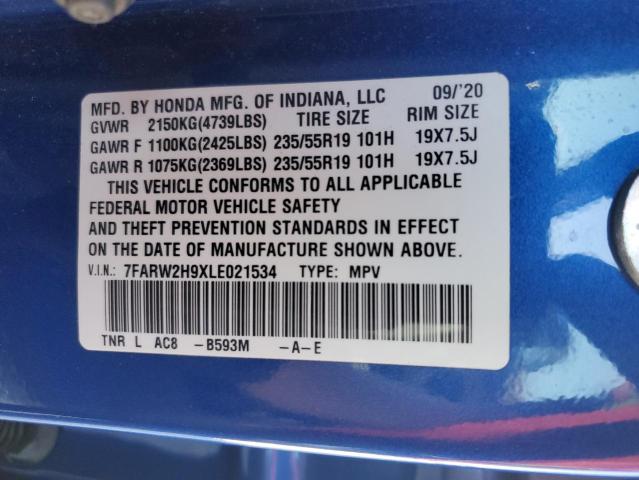 MFD. BY HONDA MFG. OF INDIANA, LLC 09/'20
GVWR 2150KG(4739LBS) TIRE SIZE RIM SIZE
GAWR F 1100KG(2425LBS) 235/55R19 101H 19X7.5J
GAWR R 1075KG(2369LBS) 235/55R19 101H 19X7.5J
THIS VEHICLE CONFORMS TO ALL APPLICABLE
FEDERAL MOTOR VEHICLE SAFETY
AND THEFT PREVENTION STANDARDS IN EFFECT
ON THE DATE OF MANUFACTURE SHOWN ABOVE.
V.I.N.: 7FARW2H9XLE021534 TYPE: MPV
TNR L AC8 -B593M -A-E